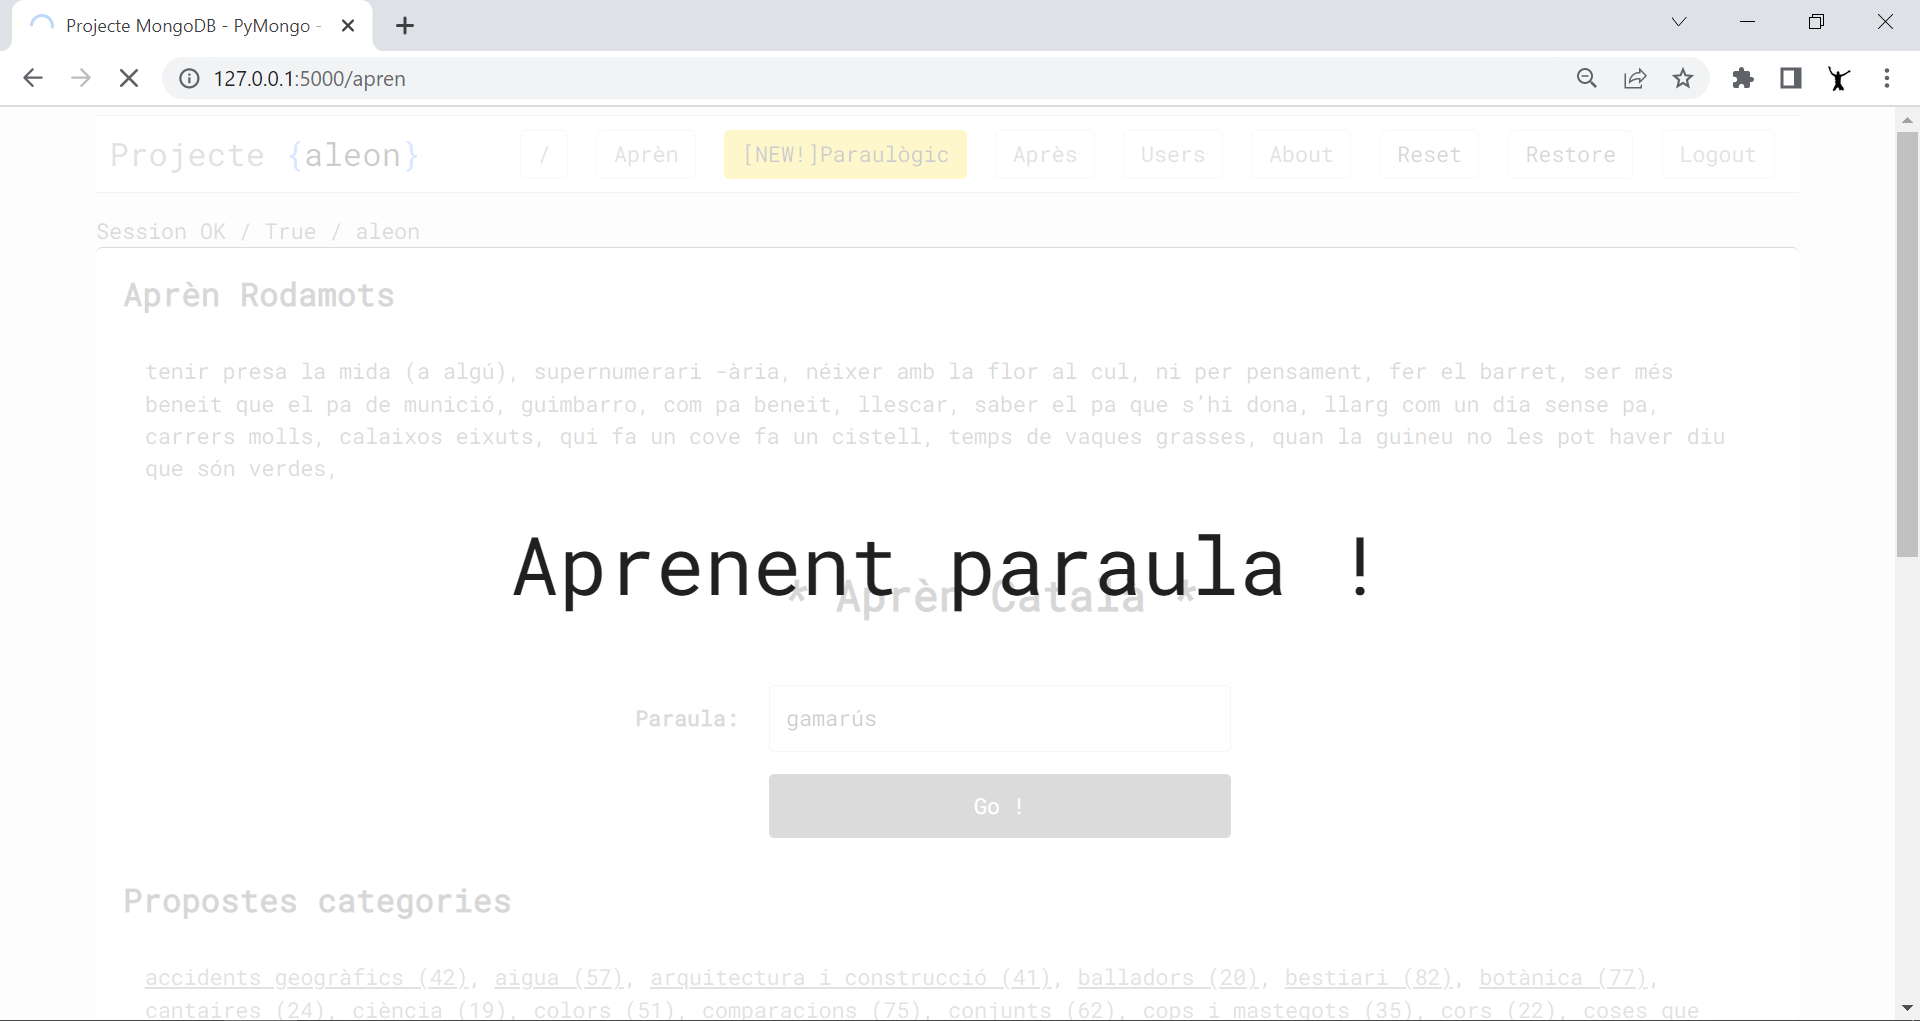 Projecte MongoDB - PyMongo -
127.0.0.1:5000/apren
Projecte {aleon}
/
Aprèn
[NEW!]Paraulògic
Après
Users
About
Reset
Restore
Logout
Session OK / True / aleon
Aprèn Rodamots
tenir presa la mida (a algú), supernumerari -ària, néixer amb la flor al cul, ni per pensament, fer el barret, ser més
beneit que el pa de munició, guimbarro, com pa beneit, llescar, saber el pa que s’hi dona, llarg com un dia sense pa,
carrers molls, calaixos eixuts, qui fa un cove fa un cistell, temps de vaques grasses, quan la guineu no les pot haver diu
que són verdes,
Aprenent paraula !
* Aprèn Català *
Paraula:
gamarús
Go !
Propostes categories
accidents geogràfics (42), aigua (57), arquitectura i construcció (41), balladors (20), bestiari (82), botànica (77),
cantaires (24), ciència (19), colors (51), comparacions (75), conjunts (62), cops i mastegots (35), cors (22), coses que